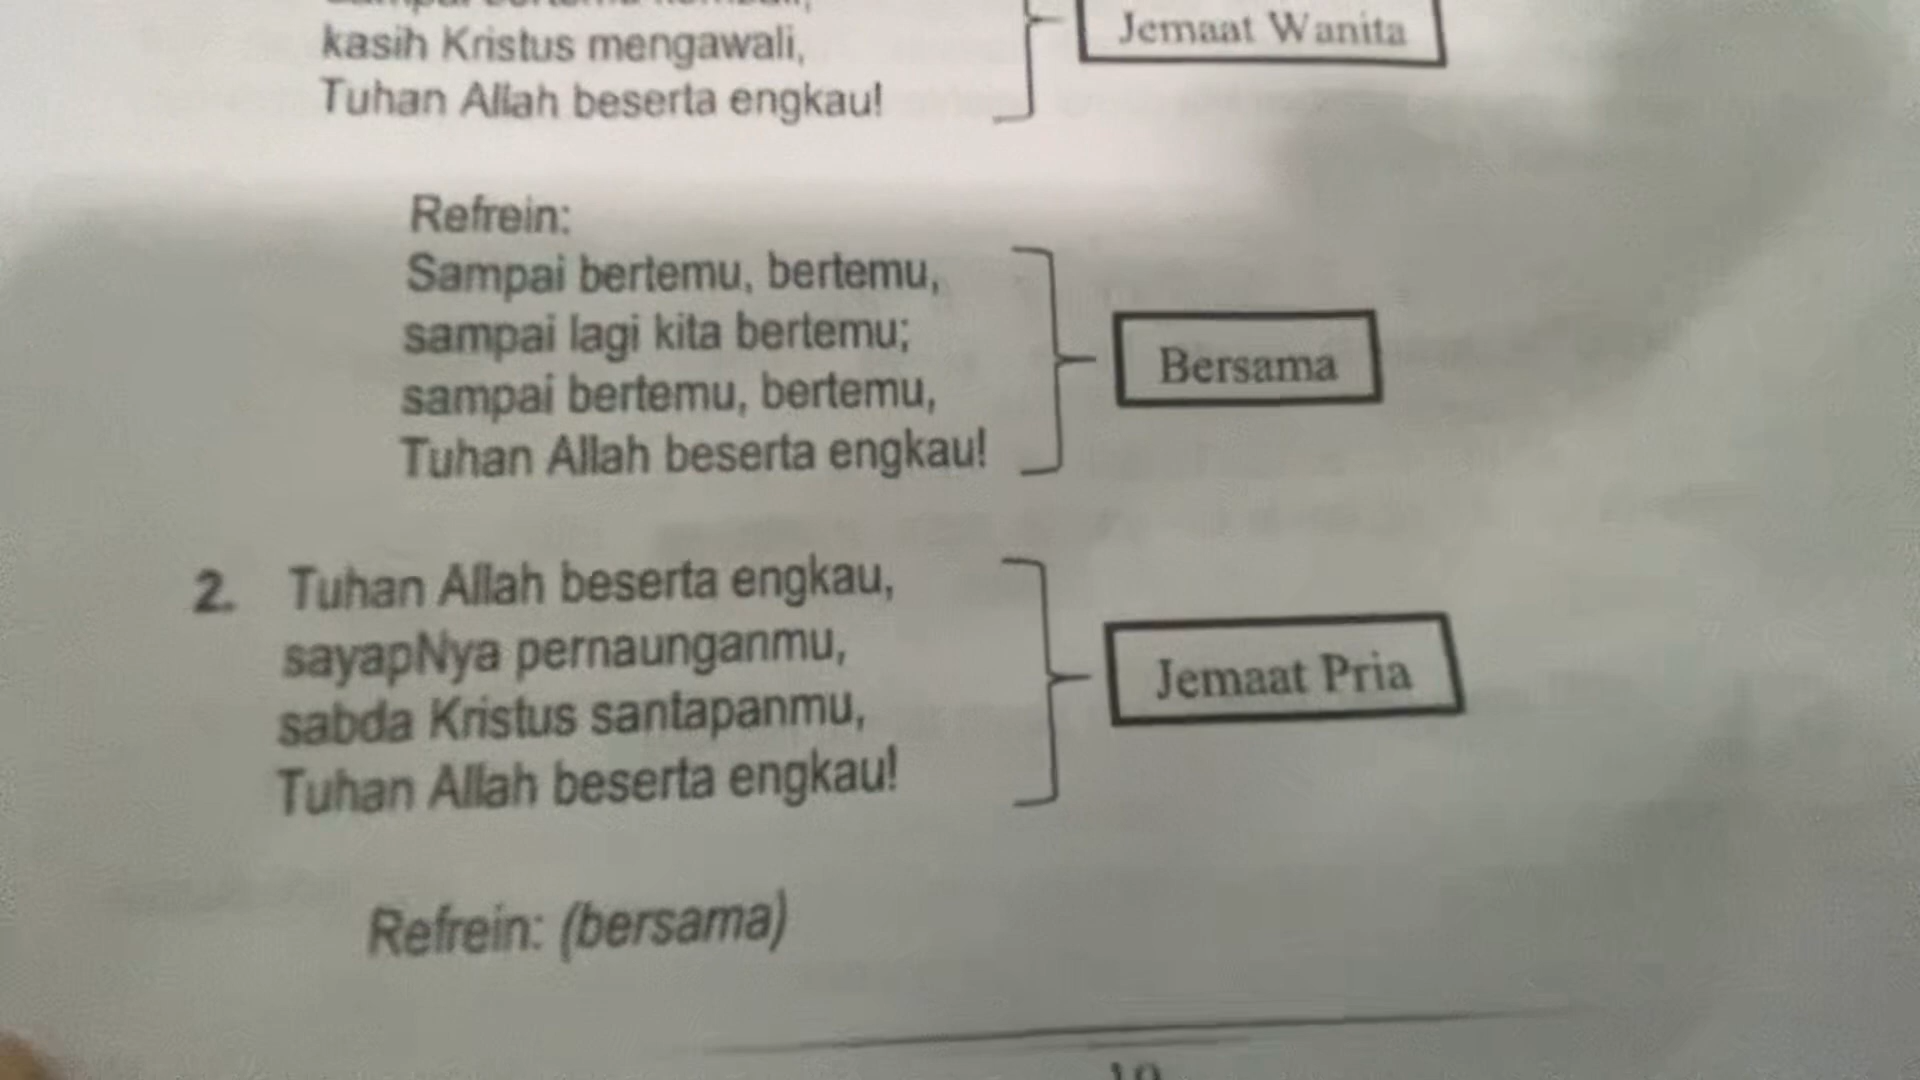 kasih Kristus mengawali,
Tuhan Allah beserta engkau!
Jemaat Wanita
Refrein:
Sampai bertemu, bertemu,
sampai lagi kita bertemu;
sampai bertemu, bertemu,
Tuhan Allah beserta engkau!
Bersama
2. Tuhan Allah beserta engkau,
sayapNya pernaunganmu,
sabda Kristus santapanmu,
Tuhan Allah beserta engkau!
Jemaat Pria
Refrein: (bersama)